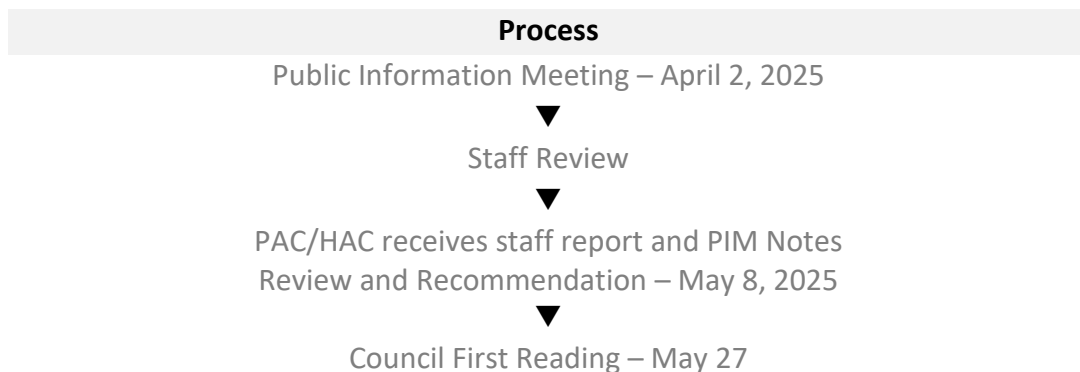 Process
Public Information Meeting – April 2, 2025
Staff Review
PAC/HAC receives staff report and PIM Notes
Review and Recommendation – May 8, 2025
Council First Reading – May 27